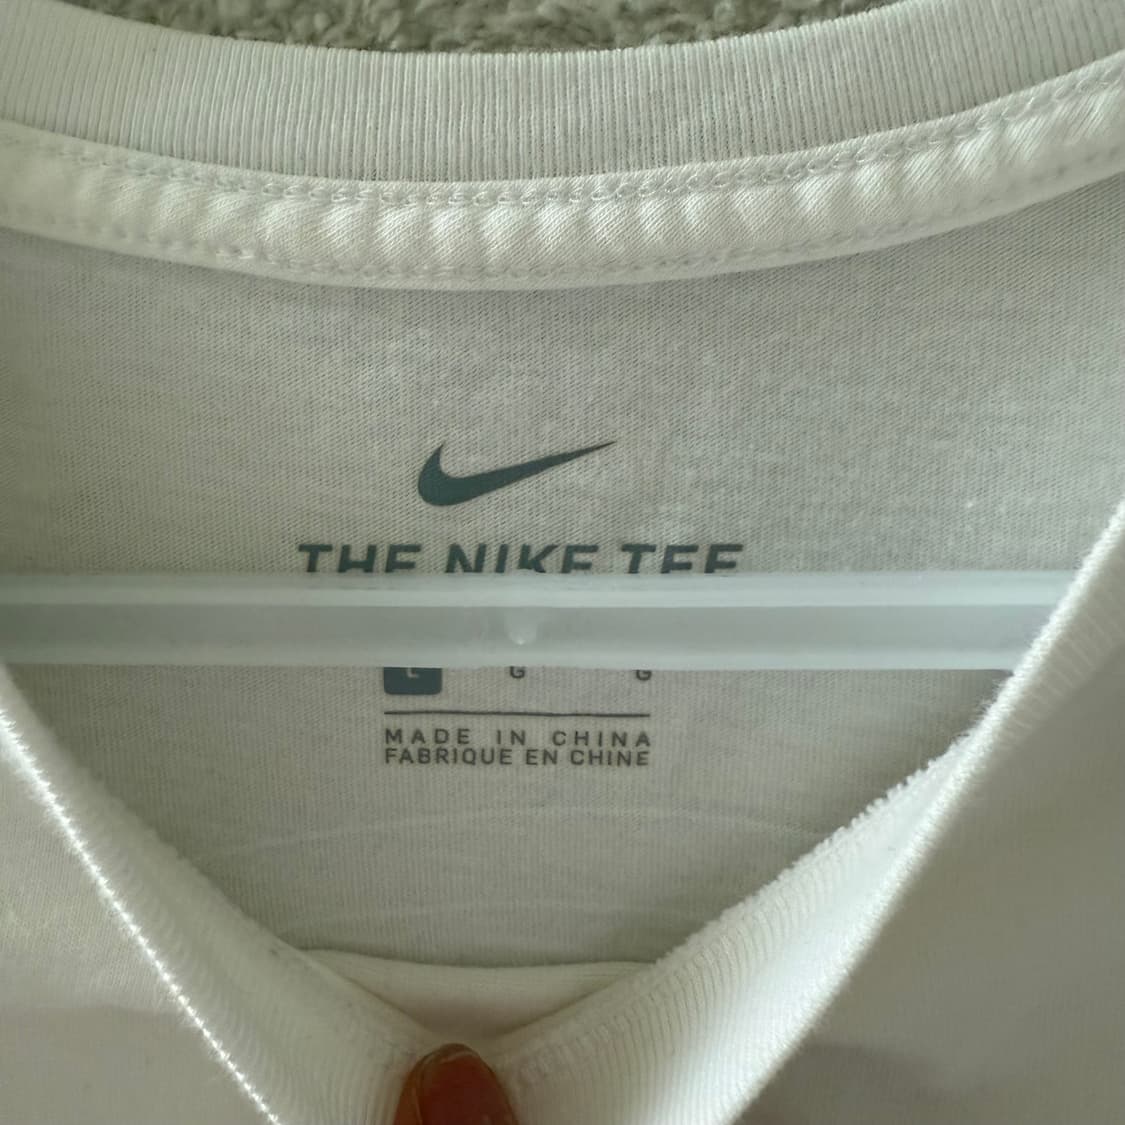 THE NIKE TEE
L G G
MADE IN CHINA
FABRIQUE EN CHINE